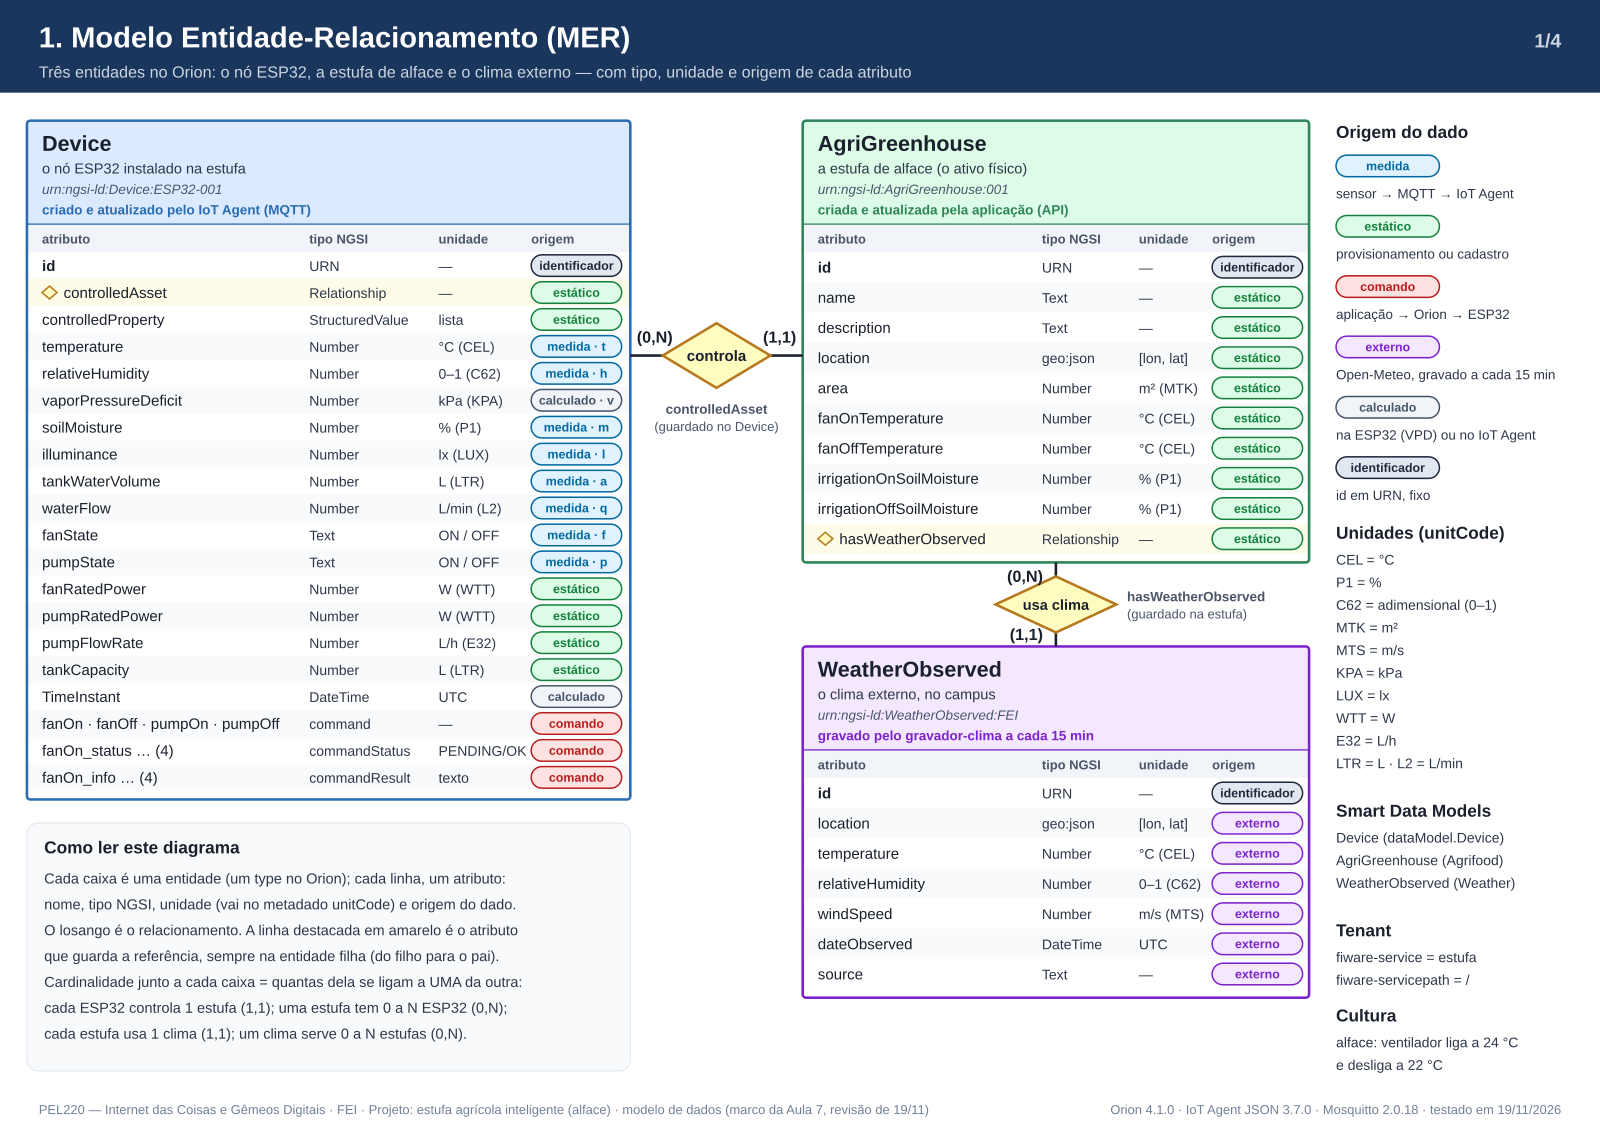 1. Modelo Entidade-Relacionamento (MER)
1/4
Três entidades no Orion: o nó ESP32, a estufa de alface e o clima externo — com tipo, unidade e origem de cada atributo
Device
o nó ESP32 instalado na estufa
urn:ngsi-ld:Device:ESP32-001
criado e atualizado pelo IoT Agent (MQTT)
atributo tipo NGSI unidade origem
id URN — identificador
controlledAsset Relationship — estático
controlledProperty StructuredValue lista estático
temperature Number °C (CEL) medida · t
relativeHumidity Number 0–1 (C62) medida · h
vaporPressureDeficit Number kPa (KPA) calculado · v
soilMoisture Number % (P1) medida · m
illuminance Number lx (LUX) medida · l
tankWaterVolume Number L (LTR) medida · a
waterFlow Number L/min (L2) medida · q
fanState Text ON / OFF medida · f
pumpState Text ON / OFF medida · p
fanRatedPower Number W (WTT) estático
pumpRatedPower Number W (WTT) estático
pumpFlowRate Number L/h (E32) estático
tankCapacity Number L (LTR) estático
TimeInstant DateTime UTC calculado
fanOn · fanOff · pumpOn · pumpOff command — comando
fanOn_status … (4) commandStatus PENDING/OK comando
fanOn_info … (4) commandResult texto comando
(0,N) controla (1,1)
controlledAsset
(guardado no Device)
AgriGreenhouse
a estufa de alface (o ativo físico)
urn:ngsi-ld:AgriGreenhouse:001
criada e atualizada pela aplicação (API)
atributo tipo NGSI unidade origem
id URN — identificador
name Text — estático
description Text — estático
location geo:json [lon, lat] estático
area Number m² (MTK) estático
fanOnTemperature Number °C (CEL) estático
fanOffTemperature Number °C (CEL) estático
irrigationOnSoilMoisture Number % (P1) estático
irrigationOffSoilMoisture Number % (P1) estático
hasWeatherObserved Relationship — estático
(0,N)
usa clima
(1,1)
hasWeatherObserved
(guardado na estufa)
WeatherObserved
o clima externo, no campus
urn:ngsi-ld:WeatherObserved:FEI
gravado pelo gravador-clima a cada 15 min
atributo tipo NGSI unidade origem
id URN — identificador
location geo:json [lon, lat] externo
temperature Number °C (CEL) externo
relativeHumidity Number 0–1 (C62) externo
windSpeed Number m/s (MTS) externo
dateObserved DateTime UTC externo
source Text — externo
Origem do dado
medida
sensor → MQTT → IoT Agent
estático
provisionamento ou cadastro
comando
aplicação → Orion → ESP32
externo
Open-Meteo, gravado a cada 15 min
calculado
na ESP32 (VPD) ou no IoT Agent
identificador
id em URN, fixo
Unidades (unitCode)
CEL = °C
P1 = %
C62 = adimensional (0–1)
MTK = m²
MTS = m/s
KPA = kPa
LUX = lx
WTT = W
E32 = L/h
LTR = L · L2 = L/min
Smart Data Models
Device (dataModel.Device)
AgriGreenhouse (Agrifood)
WeatherObserved (Weather)
Tenant
fiware-service = estufa
fiware-servicepath = /
Cultura
alface: ventilador liga a 24 °C
e desliga a 22 °C
Como ler este diagrama
Cada caixa é uma entidade (um type no Orion); cada linha, um atributo:
nome, tipo NGSI, unidade (vai no metadado unitCode) e origem do dado.
O losango é o relacionamento. A linha destacada em amarelo é o atributo
que guarda a referência, sempre na entidade filha (do filho para o pai).
Cardinalidade junto a cada caixa = quantas dela se ligam a UMA da outra:
cada ESP32 controla 1 estufa (1,1); uma estufa tem 0 a N ESP32 (0,N);
cada estufa usa 1 clima (1,1); um clima serve 0 a N estufas (0,N).
PEL220 — Internet das Coisas e Gêmeos Digitais · FEI · Projeto: estufa agrícola inteligente (alface) · modelo de dados (marco da Aula 7, revisão de 19/11)
Orion 4.1.0 · IoT Agent JSON 3.7.0 · Mosquitto 2.0.18 · testado em 19/11/2026